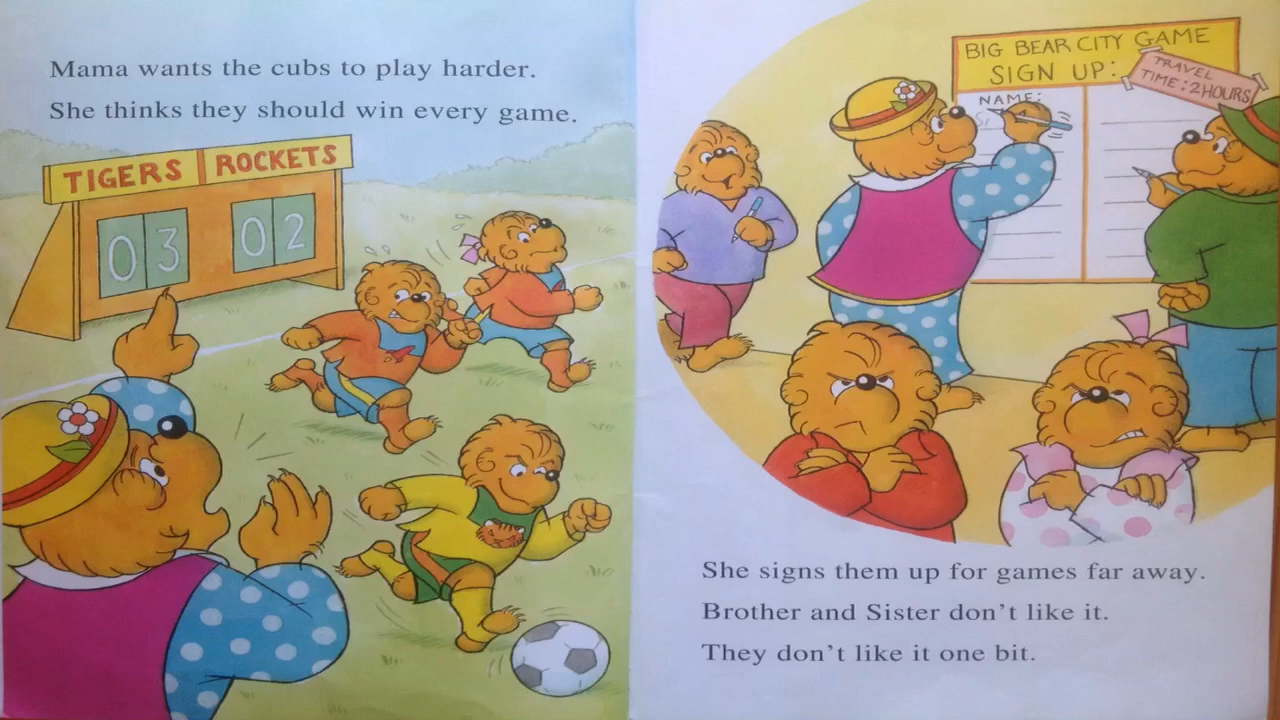 Mama wants the cubs to play harder.
She thinks they should win every game.
TIGERS ROCKETS
03 02
BIG BEAR CITY GAME
SIGN UP:
TRAVEL
TIME: 2 HOURS
NAME:
She signs them up for games far away.
Brother and Sister don't like it.
They don't like it one bit.